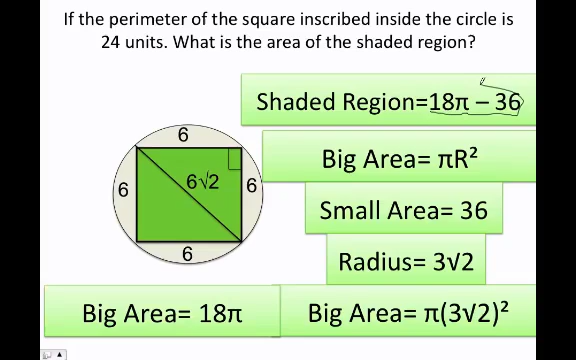 If the perimeter of the square inscribed inside the circle is
24 units. What is the area of the shaded region?
Shaded Region=18π – 36
6
Big Area= πR²
6
6√2
6
Small Area= 36
6
Radius= 3√2
Big Area= 18π
Big Area= π(3√2)²